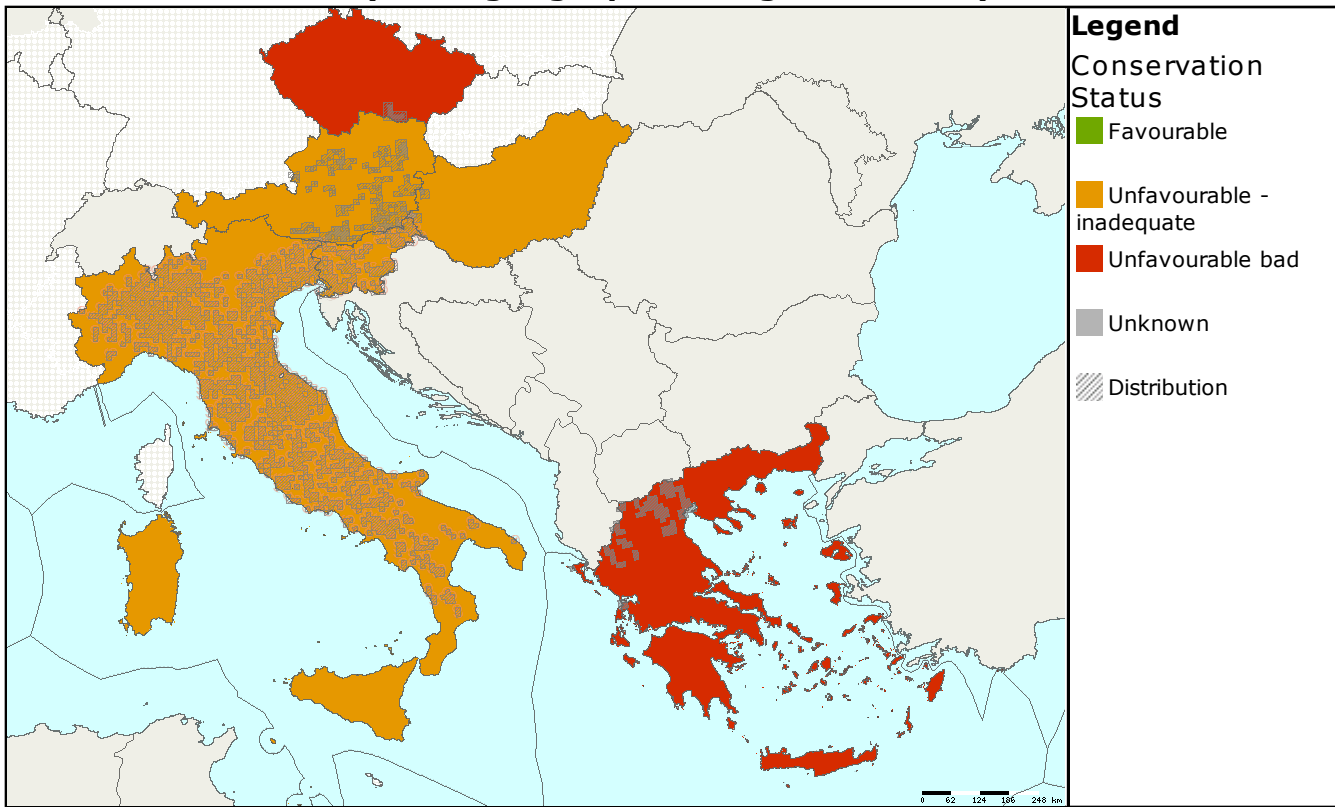 Legend
Conservation
Status
Favourable
Unfavourable -
inadequate
Unfavourable bad
Unknown
Distribution
0 62 124 186 248 km